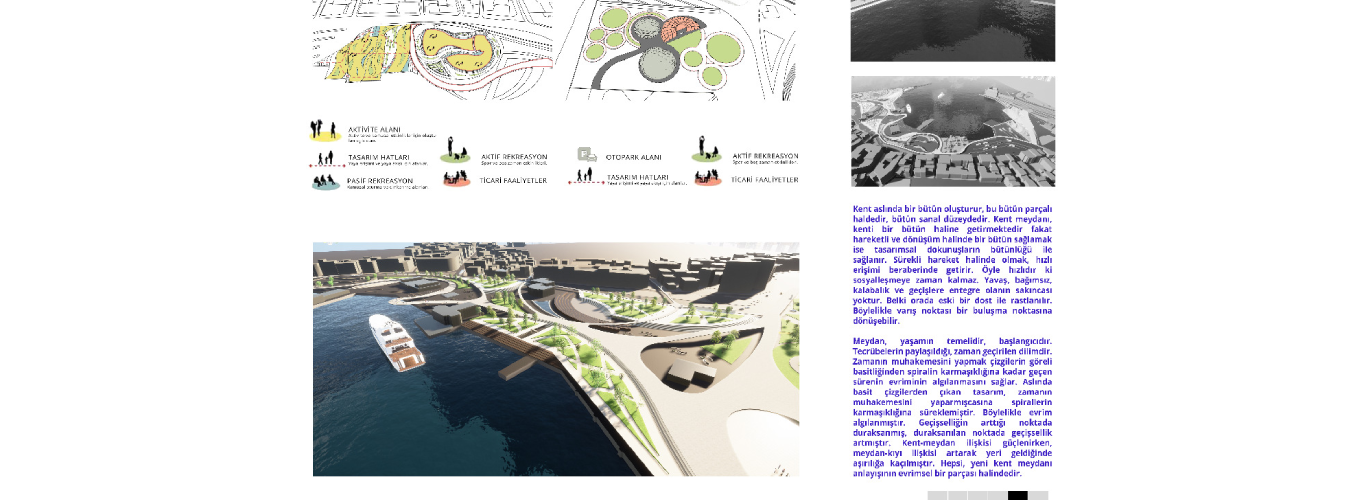 AKTİVİTE ALANI
TASARIM HATLARI
PASİF REKREASYON
AKTİF REKREASYON
TİCARİ FAALİYETLER
OTOPARK ALANI
TASARIM HATLARI
AKTİF REKREASYON
TİCARİ FAALİYETLER
Kent aslında bir bütün oluşturur, bu bütün parçalı
haldedir, bütün sanal düzeydedir. Kent meydanı,
kenti bir bütün haline getirmektedir fakat
hareketli ve dönüşüm halinde bir bütün sağlamak
ise tasarımsal dokunuşların bütünlüğü ile
sağlanır. Sürekli hareket halinde olmak, hızlı
erişimi beraberinde getirir. Öyle hızlıdır ki
sosyalleşmeye zaman kalmaz. Yavaş, bağımsız,
kalabalık ve geçişlere entegre olanın sakıncası
yoktur. Belki orada eski bir dost ile rastlanılır.
Böylelikle varış noktası bir buluşma noktasına
dönüşebilir.
Meydan, yaşamın temelidir, başlangıcıdır.
Tecrübelerin paylaşıldığı, zaman geçirilen dilimdir.
Zamanın muhakemesini yapmak çizgilerin göreli
basitliğinden spiralin karmaşıklığına kadar geçen
sürenin evriminin algılanmasını sağlar. Aslında
basit çizgilerden çıkan tasarım, zamanın
muhakemesini yaparmışcasına spirallerin
karmaşıklığına süreklemiştir. Böylelikle evrim
algılanmıştır. Geçişselliğin arttığı noktada
duraksanmış, duraksanılan noktada geçişsellik
artmıştır. Kent-meydan ilişkisi güçlenirken,
meydan-kıyı ilişkisi artarak yeri geldiğinde
aşırılığa kaçılmıştır. Hepsi, yeni kent meydanı
anlayışının evrimsel bir parçası halindedir.